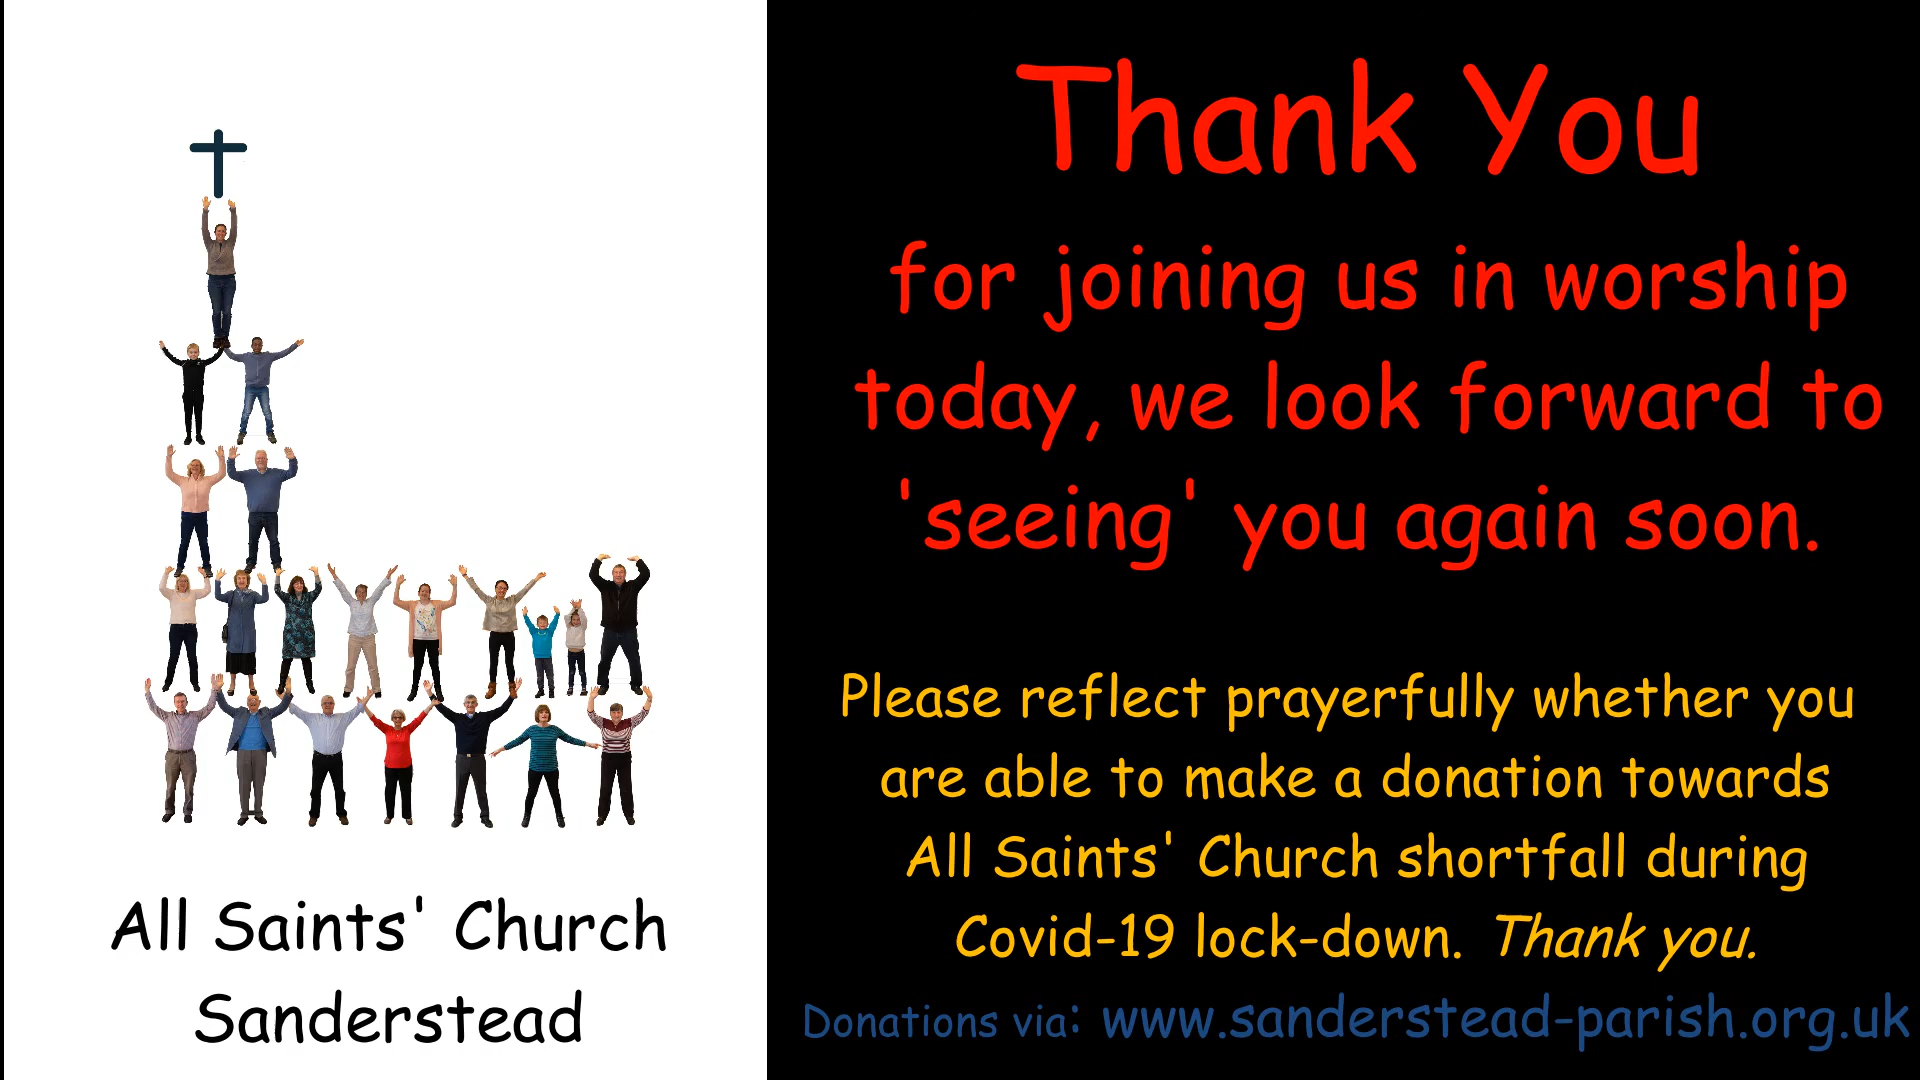 All Saints' Church
Sanderstead
Thank You
for joining us in worship
today, we look forward to
'seeing' you again soon.
Please reflect prayerfully whether you
are able to make a donation towards
All Saints' Church shortfall during
Covid-19 lock-down. Thank you.
Donations via: www.sanderstead-parish.org.uk